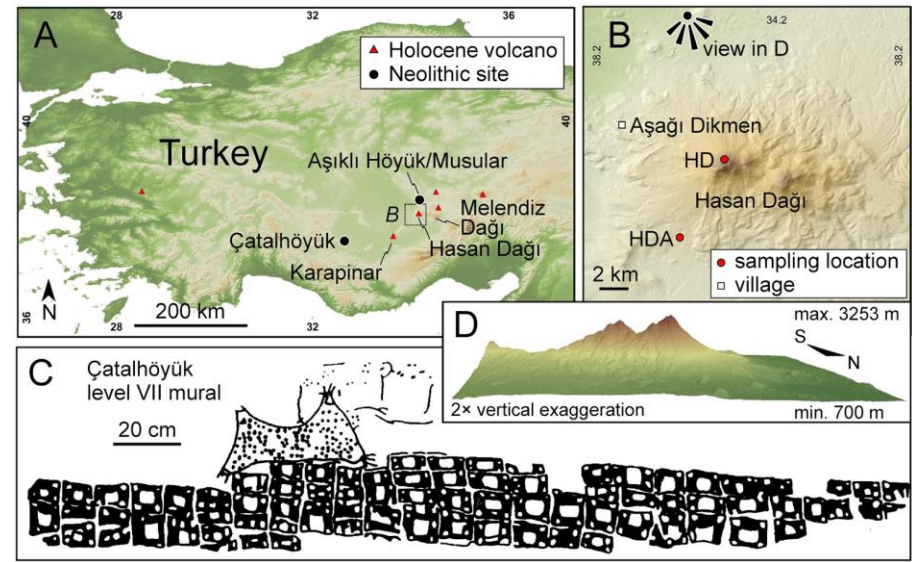 A
28
32
36
Holocene volcano
Neolithic site
40
40
Turkey
Aşıklı Höyük/Musular
B
Melendiz
Dağı
Çatalhöyük
Hasan Dağı
Karapinar
N
200 km
36
28
32
B
34.2
38.2
38.2
view in D
Aşağı Dikmen
HD
Hasan Dağı
HDA
sampling location
village
2 km
C
Çatalhöyük
level VII mural
20 cm
D
max. 3253 m
S
N
2× vertical exaggeration
min. 700 m